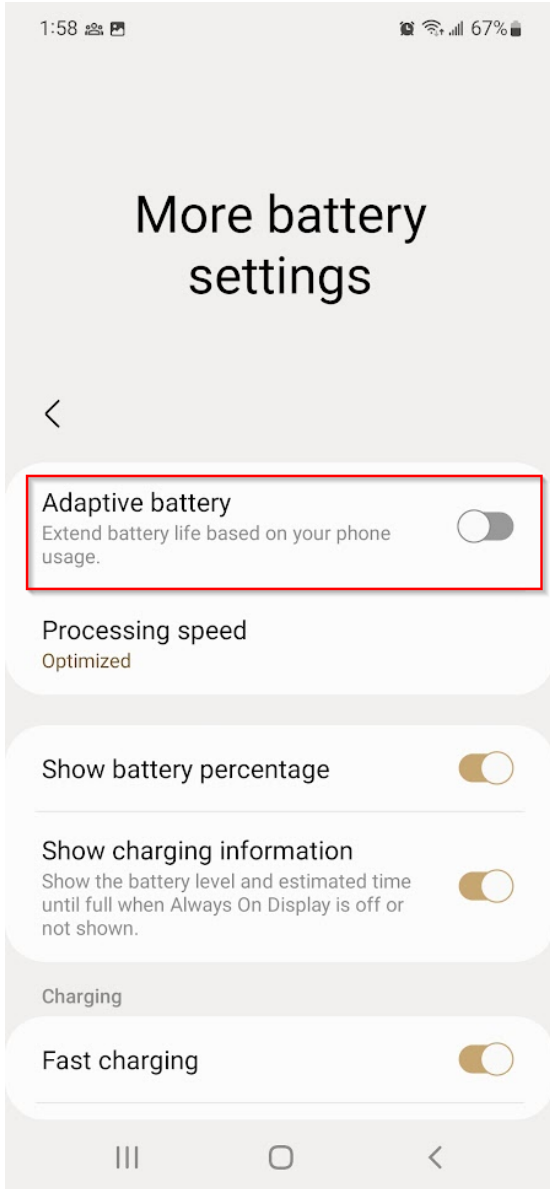 1:58 67%
More battery
settings
Adaptive battery
Extend battery life based on your phone
usage.
Processing speed
Optimized
Show battery percentage
Show charging information
Show the battery level and estimated time
until full when Always On Display is off or
not shown.
Charging
Fast charging